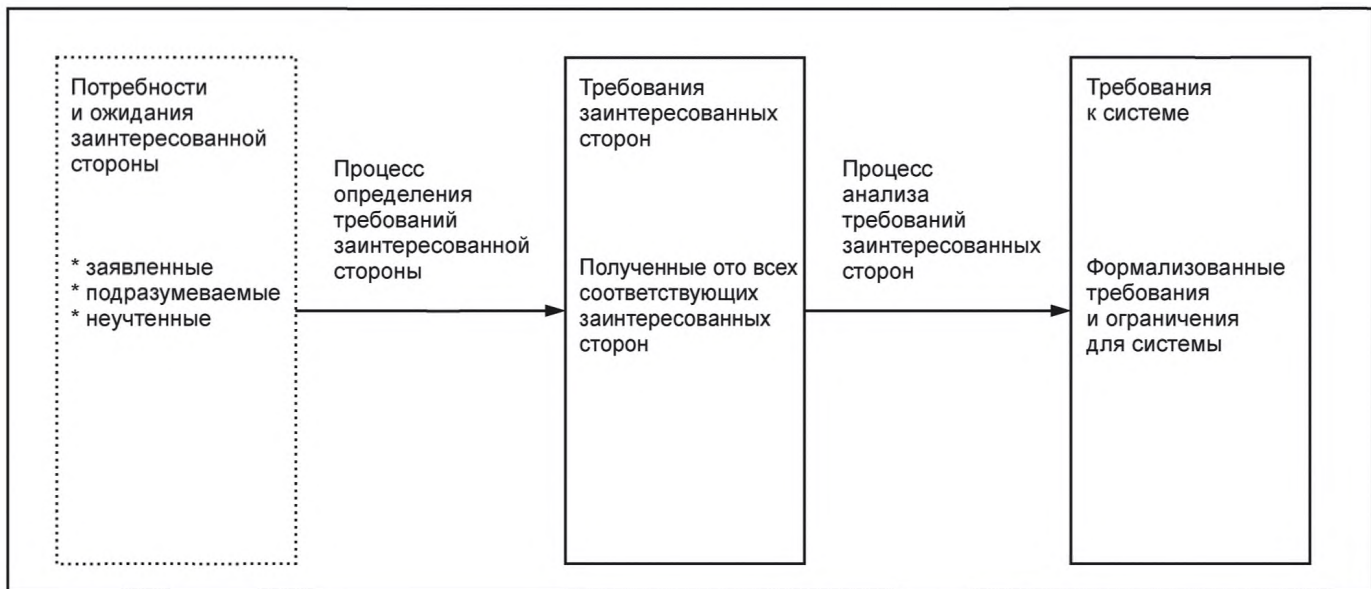 Потребности
и ожидания
заинтересованной
стороны
* заявленные
* подразумеваемые
* неучтенные
Процесс
определения
требований
заинтересованной
стороны
Требования
заинтересованных
сторон
Полученные ото всех
соответствующих
заинтересованных
сторон
Процесс
анализа
требований
заинтересованных
сторон
Требования
к системе
Формализованные
требования
и ограничения
для системы